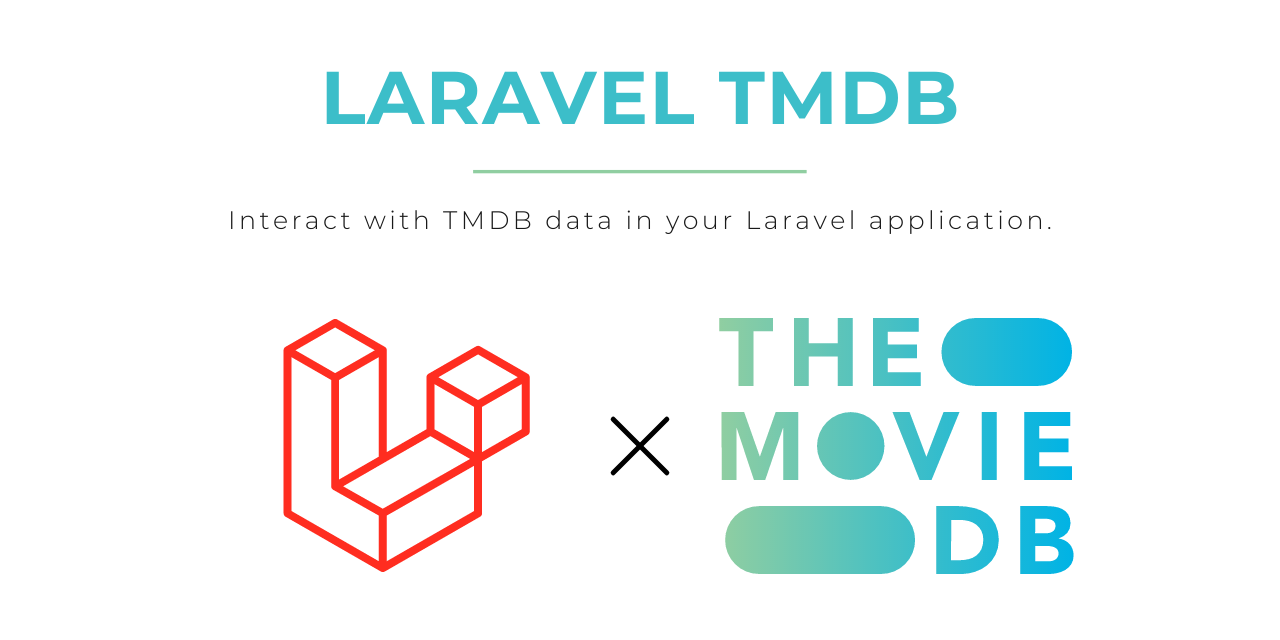 LARAVEL TMDB
Interact with TMDB data in your Laravel application.
THE
MOVIE
DB